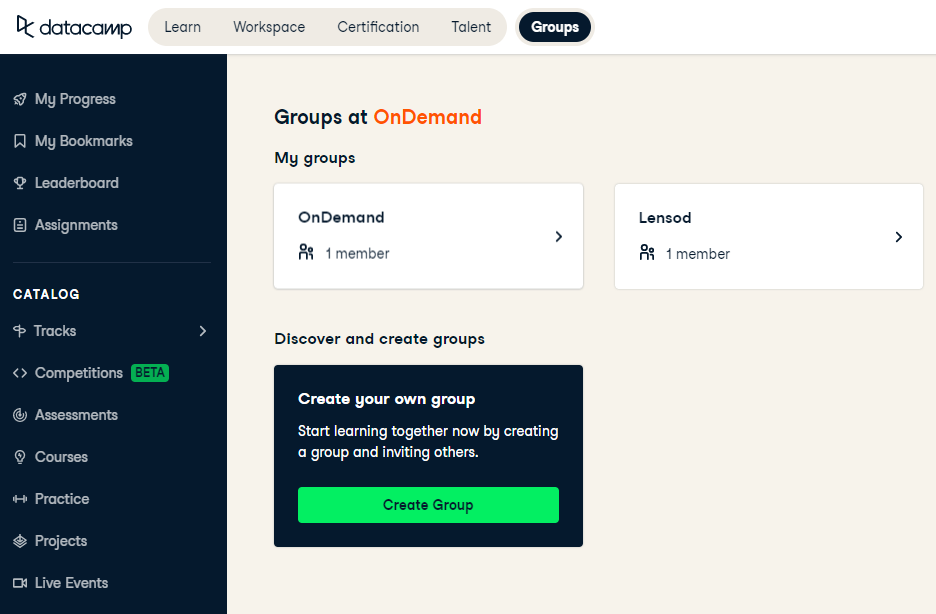 datacamp
Learn Workspace Certification Talent Groups
My Progress
My Bookmarks
Leaderboard
Assignments
CATALOG
Tracks
Competitions BETA
Assessments
Courses
Practice
Projects
Live Events
Groups at OnDemand
My groups
OnDemand
1 member
Lensod
1 member
Discover and create groups
Create your own group
Start learning together now by creating
a group and inviting others.
Create Group